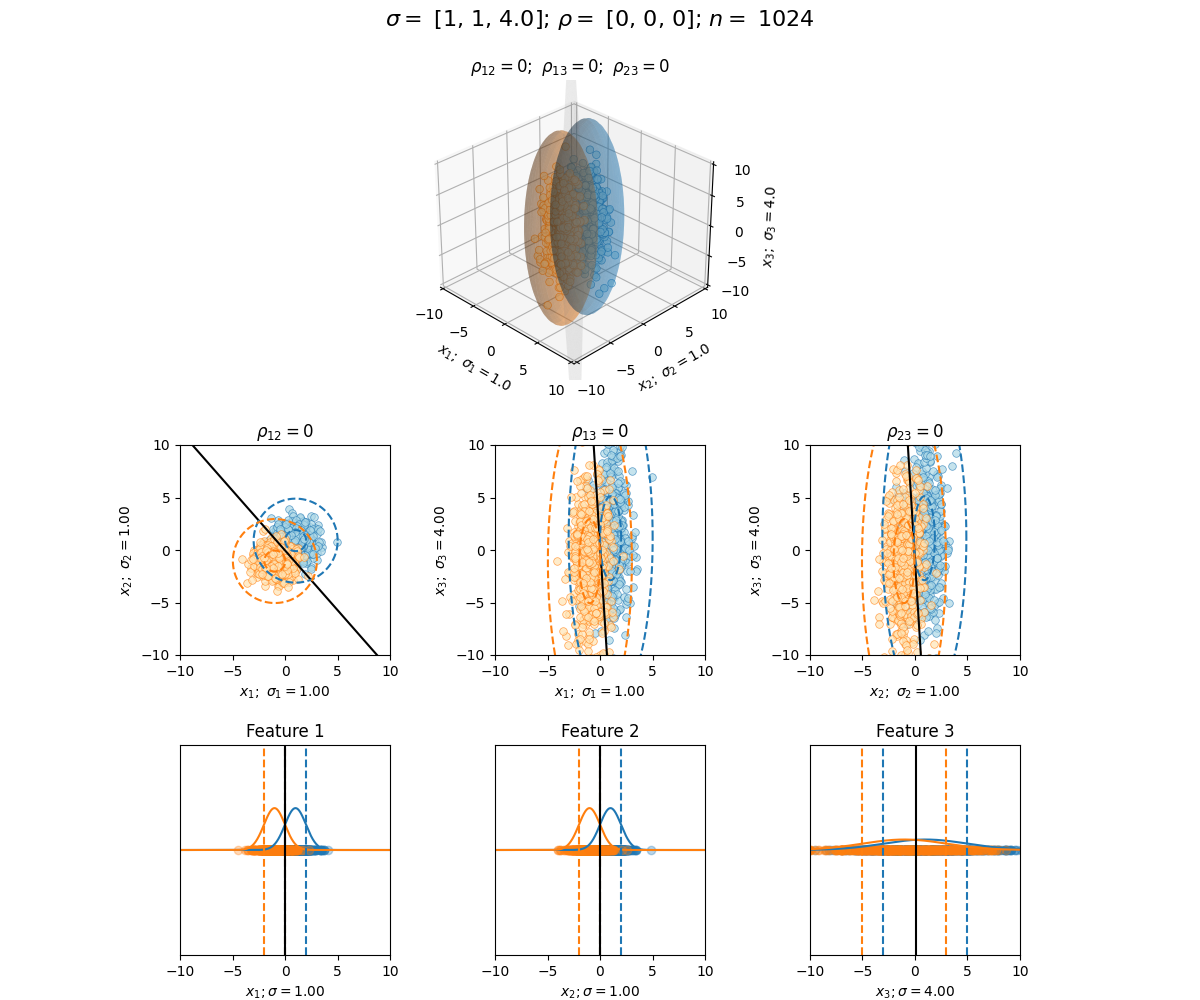 σ = [1, 1, 4.0]; ρ = [0, 0, 0]; n = 1024
ρ₁₂ = 0; ρ₁₃ = 0; ρ₂₃ = 0
10
5
0
−5
−10
x₃; σ₃ = 4.0
−10
−5
0
5
10
x₁; σ₁ = 1.0
−10
−5
0
5
10
x₂; σ₂ = 1.0
ρ₁₂ = 0
10
5
0
−5
−10
x₂; σ₂ = 1.00
−10 −5 0 5 10
x₁; σ₁ = 1.00
ρ₁₃ = 0
10
5
0
−5
−10
x₃; σ₃ = 4.00
−10 −5 0 5 10
x₁; σ₁ = 1.00
ρ₂₃ = 0
10
5
0
−5
−10
x₃; σ₃ = 4.00
−10 −5 0 5 10
x₂; σ₂ = 1.00
Feature 1
−10 −5 0 5 10
x₁; σ = 1.00
Feature 2
−10 −5 0 5 10
x₂; σ = 1.00
Feature 3
−10 −5 0 5 10
x₃; σ = 4.00